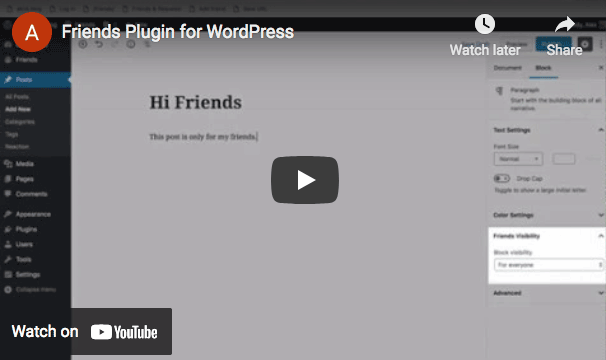 A
Friends Plugin for WordPress
Watch later
Share
Friends
Posts
All Posts
Add New
Categories
Tags
Reaction
Media
Pages
Comments
Appearance
Plugins
Users
Tools
Settings
Collapse menu
Hi Friends
This post is only for my friends.
Document
Block
Paragraph
Start with the building block of all
narrative.
Text Settings
Font Size
Normal
Drop Cap
Toggle to show a large initial letter.
Color Settings
Friends Visibility
Block visibility
For everyone
Advanced
Watch on YouTube